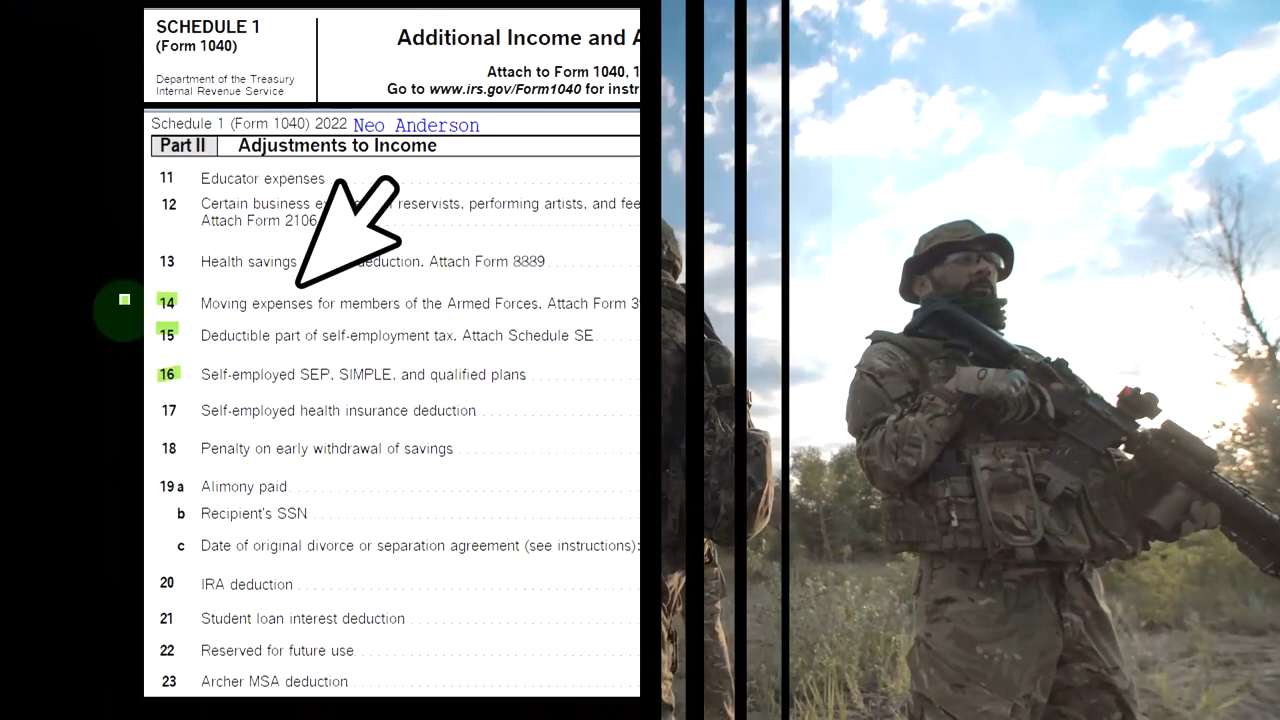 SCHEDULE 1
(Form 1040)
Department of the Treasury
Internal Revenue Service
Additional Income and A
Attach to Form 1040, 1
Go to www.irs.gov/Form1040 for instr
Schedule 1 (Form 1040) 2022 Neo Anderson
Part II Adjustments to Income
11 Educator expenses
12 Certain business reservists, performing artists, and fee
Attach Form 2106
13 Health savings deduction. Attach Form 8889
14 Moving expenses for members of the Armed Forces. Attach Form 3
15 Deductible part of self-employment tax. Attach Schedule SE
16 Self-employed SEP, SIMPLE, and qualified plans
17 Self-employed health insurance deduction
18 Penalty on early withdrawal of savings
19a Alimony paid
b Recipient's SSN
c Date of original divorce or separation agreement (see instructions):
20 IRA deduction
21 Student loan interest deduction
22 Reserved for future use
23 Archer MSA deduction